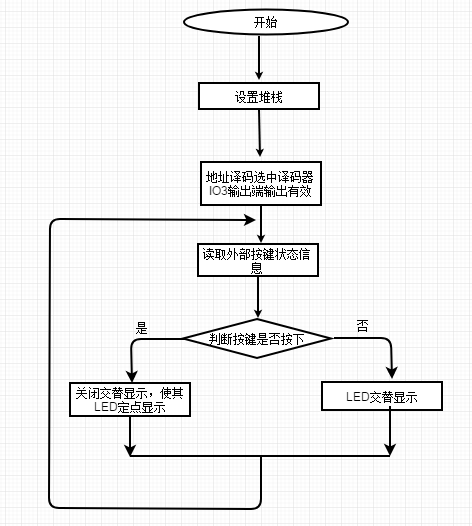 开始
设置堆栈
地址译码选中译码器
IO3输出端输出有效
读取外部按键状态信
息
判断按键是否按下
是
否
关闭交替显示，使其
LED定点显示
LED交替显示